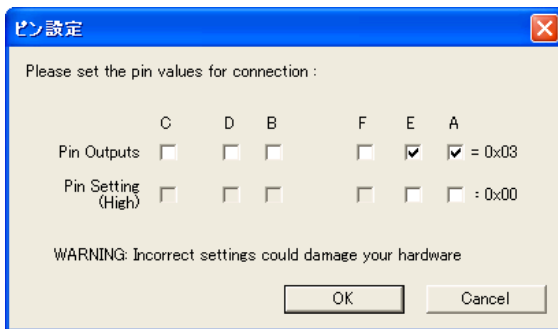 ピン設定
Please set the pin values for connection :
C D B F E A
Pin Outputs = 0x03
Pin Setting (High) : 0x00
WARNING: Incorrect settings could damage your hardware
OK Cancel